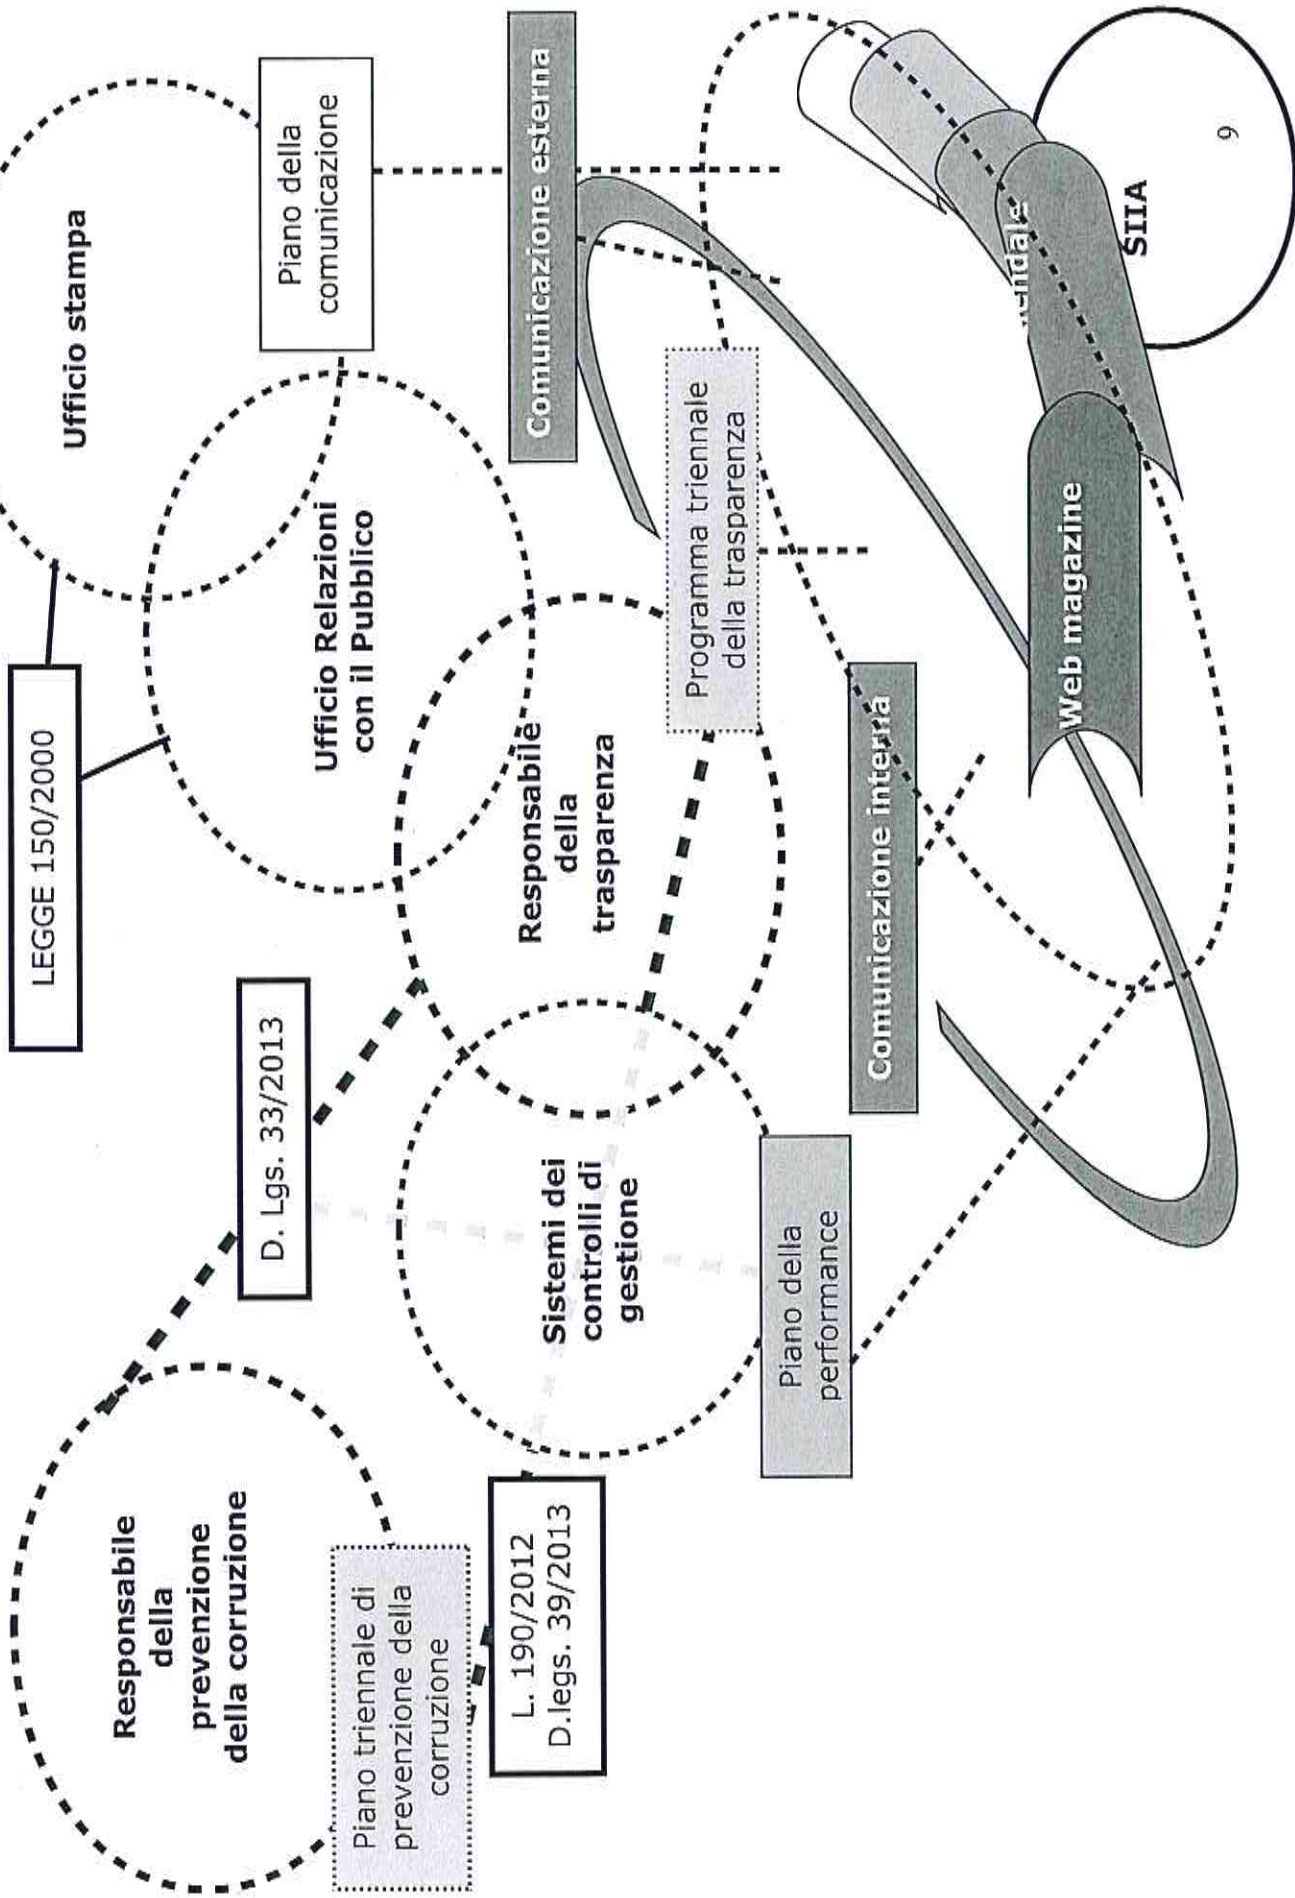 LEGGE 150/2000
Ufficio stampa
Responsabile
della
prevenzione
della corruzione
D. Lgs. 33/2013
Ufficio Relazioni
con il Pubblico
Piano della
comunicazione
Piano triennale di
prevenzione della
corruzione
L. 190/2012
D.legs. 39/2013
Sistemi dei
controlli di
gestione
Responsabile
della
trasparenza
Comunicazione esterna
Programma triennale
della trasparenza
Piano della
performance
Comunicazione interna
Web magazine
SIIA
9